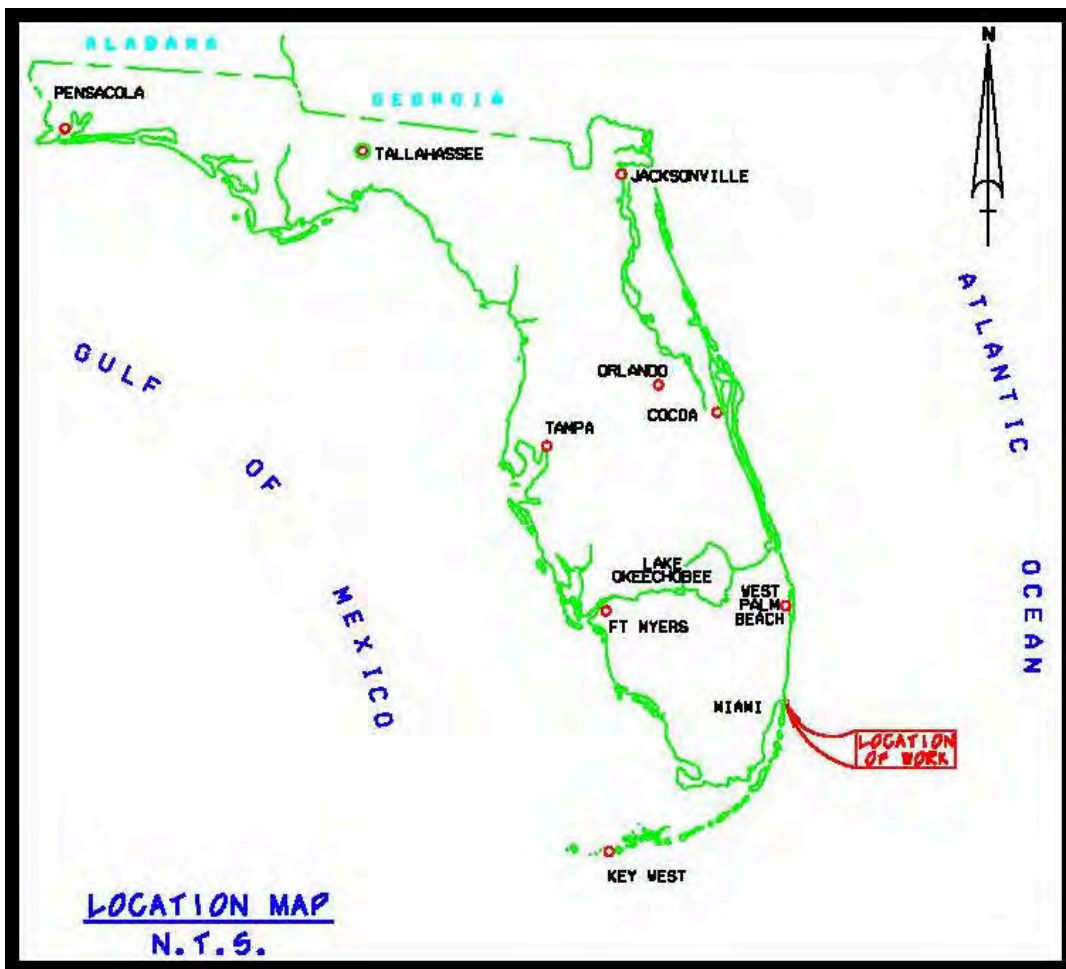 ALABAMA
N
PENSACOLA
GEORGIA
TALLAHASSEE
JACKSONVILLE
ATLANTIC
OCEAN
GULF
OF
MEXICO
ORLANDO
COCOA
TAMPA
LAKE
OKEECHOBEE
WEST
PALM
BEACH
FT MYERS
MIAMI
LOCATION
OF WORK
KEY WEST
LOCATION MAP
N.T.S.